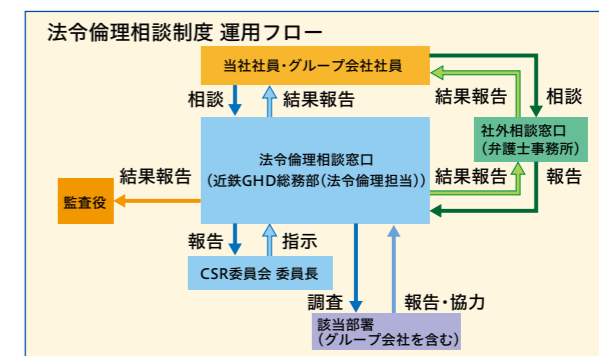 法令倫理相談制度 運用フロー
当社社員・グループ会社社員
相談
結果報告
結果報告
相談
社外相談窓口
（弁護士事務所）
法令倫理相談窓口
（近鉄GHD総務部（法令倫理担当））
結果報告
監査役
結果報告
報告
報告
指示
CSR委員会 委員長
調査
報告・協力
該当部署
（グループ会社を含む）